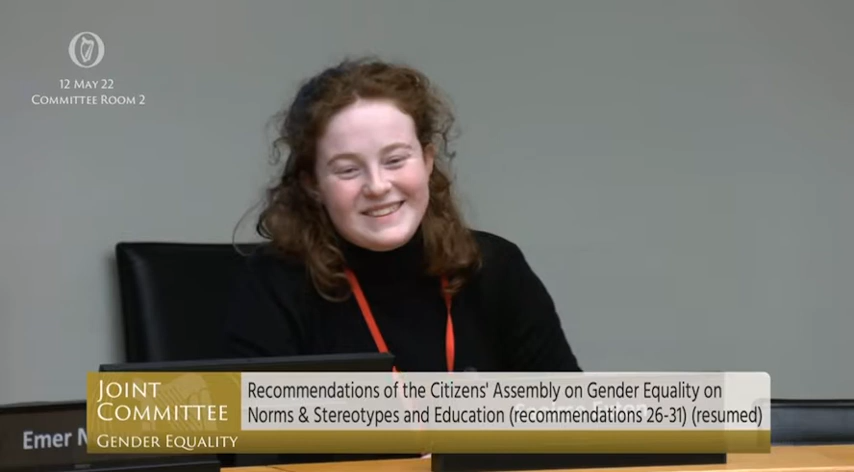 12 May 22
Committee Room 2
Joint
Committee
Gender Equality
Recommendations of the Citizens' Assembly on Gender Equality on
Norms & Stereotypes and Education (recommendations 26-31) (resumed)
Emer N